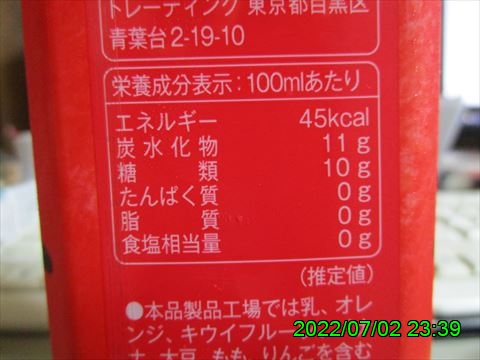 トレーディング 東京都目黒区
青葉台2-19-10
栄養成分表示:100mlあたり
エネルギー 45kcal
炭水化物 11g
糖類 10g
たんぱく質 0g
脂質 0g
食塩相当量 0g
(推定値)
●本品製品工場では乳、オレ
ンジ、キウイフルー
大豆、もも、りんごを含む
2022/07/02 23:39